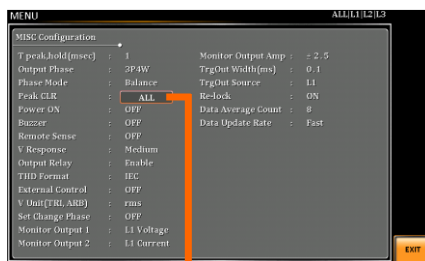 MENU ALL|L1|L2|L3
MISC Configuration
T peak,hold(msec) : 1 Monitor Output Amp : ± 2.5
Output Phase : 3P4W TrgOut Width(ms) : 0.1
Phase Mode : Balance TrgOut Source : L1
Peak CLR : ALL Re-lock : ON
Power ON : OFF Data Average Count : 8
Buzzer : OFF Data Update Rate : Fast
Remote Sense : OFF
V Response : Medium
Output Relay : Enable
THD Format : IEC
External Control : OFF
V Unit(TRI, ARB) : rms
Set Change Phase : OFF
Monitor Output 1 : L1 Voltage
Monitor Output 2 : L1 Current
EXIT